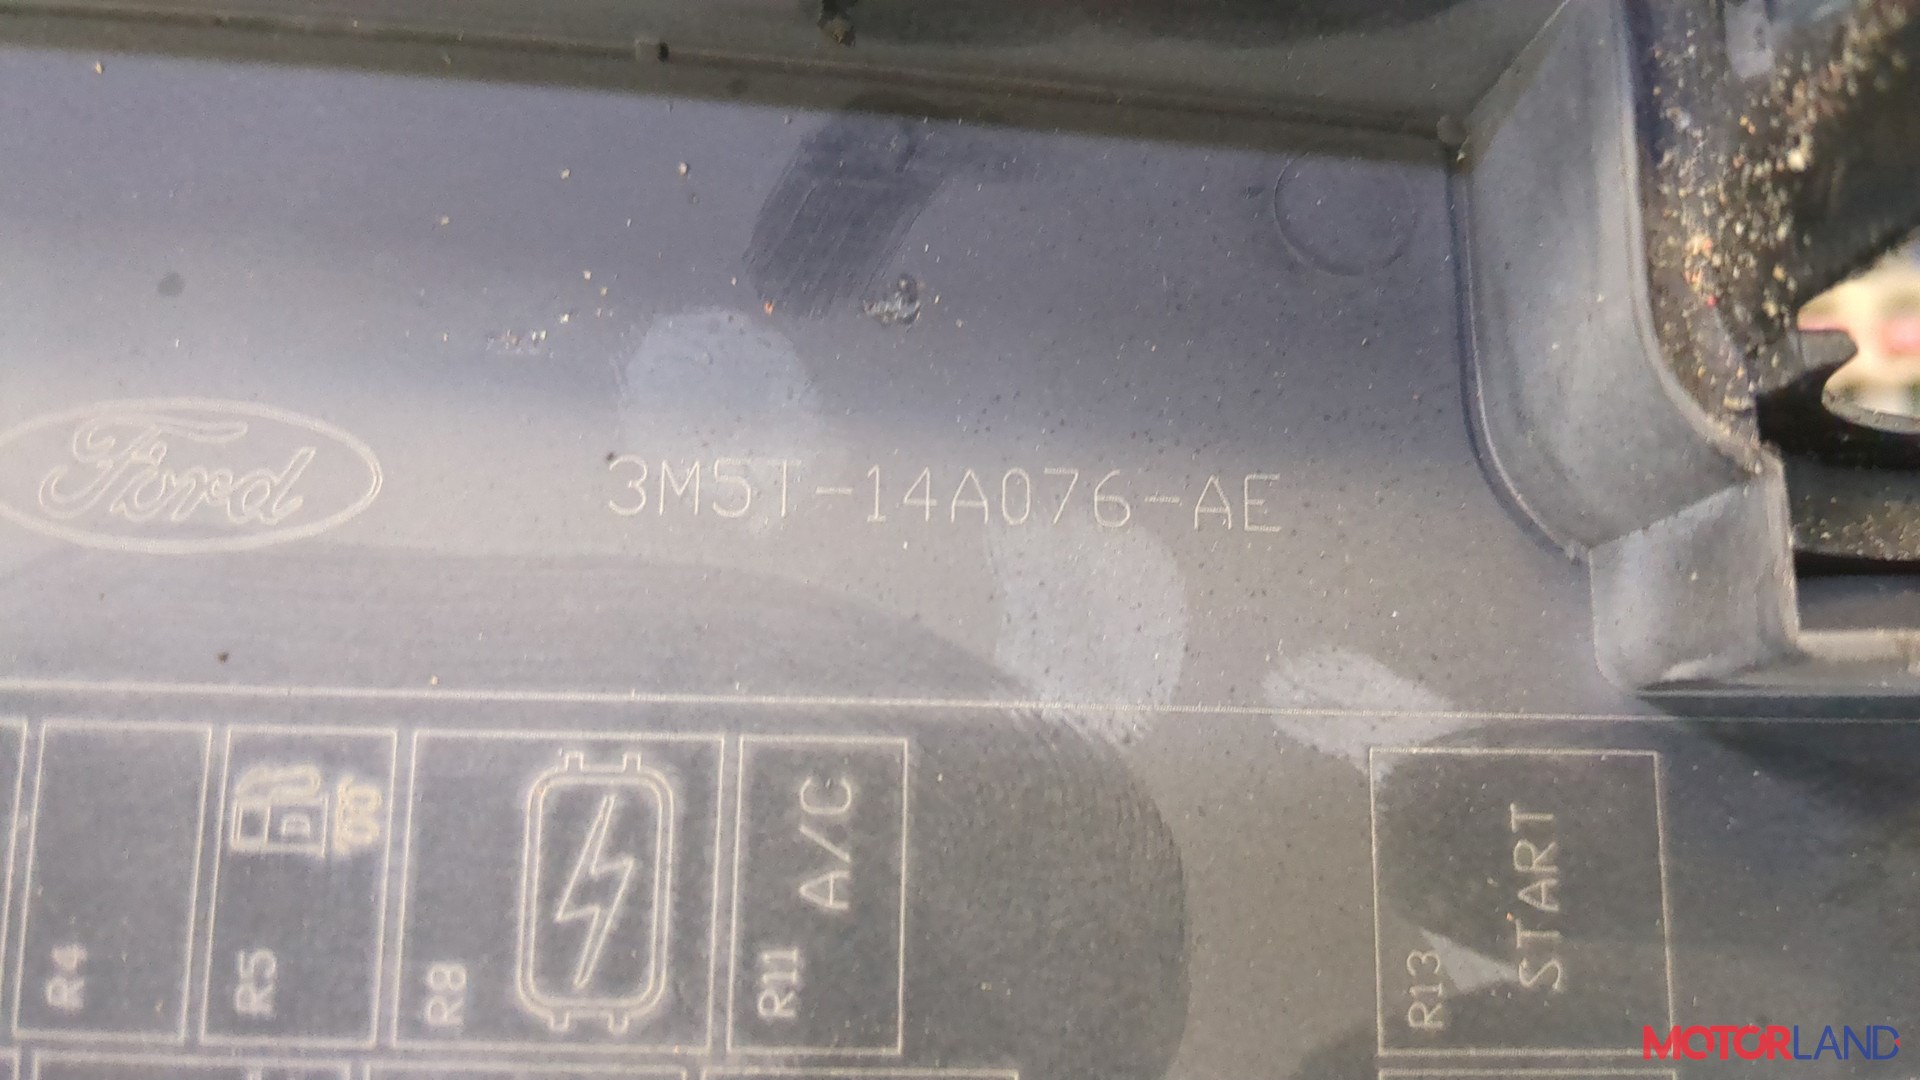 Ford
3M5T-14A076-AE
R4
R5
D
R8
R11
A/C
R13
START
MOTORLAND